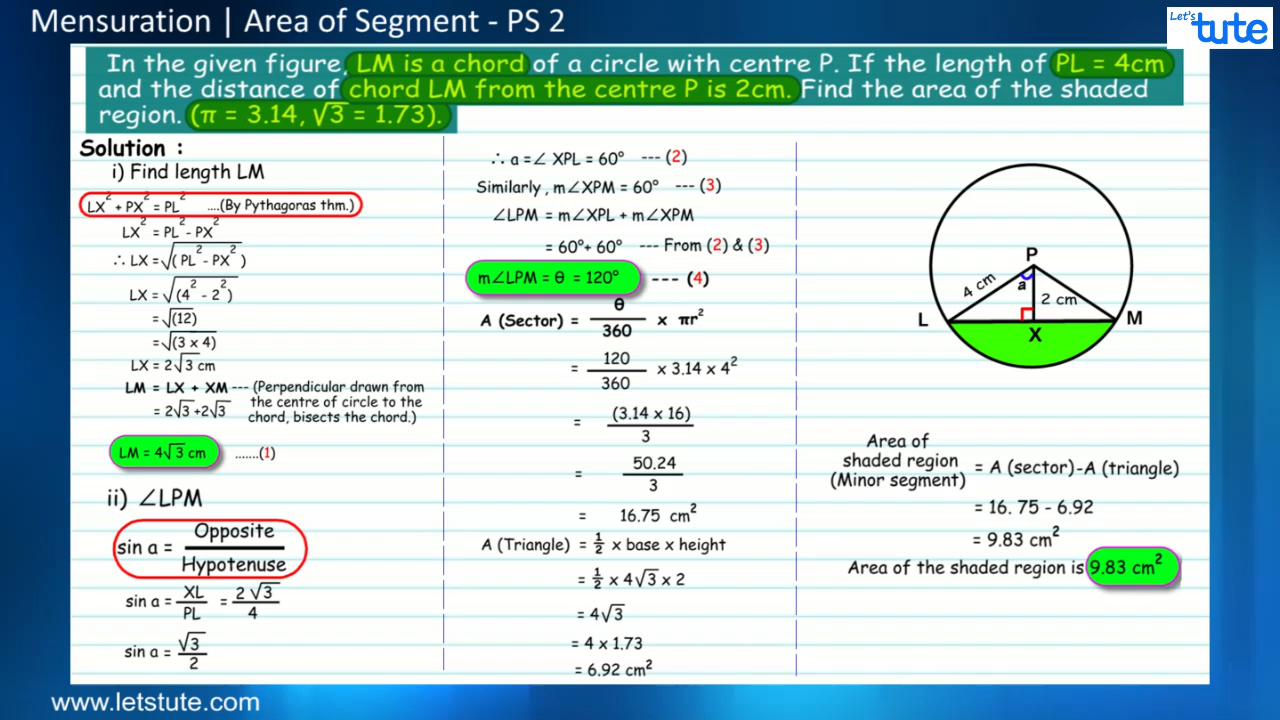 Mensuration | Area of Segment - PS 2
Let's
tute
In the given figure, LM is a chord of a circle with centre P. If the length of PL = 4cm
and the distance of chord LM from the centre P is 2cm. Find the area of the shaded
region. (π = 3.14, √3 = 1.73).
Solution :
i) Find length LM
LX² + PX² = PL² ....(By Pythagoras thm.)
LX² = PL² - PX²
∴ LX = √( PL² - PX² )
LX = √(4² - 2²)
= √(12)
= √(3 x 4)
LX = 2√3 cm
LM = LX + XM --- (Perpendicular drawn from
the centre of circle to the
= 2√3 +2√3
chord, bisects the chord.)
LM = 4√3 cm .......(1)
ii) ∠LPM
sin a = Opposite / Hypotenuse
sin a = XL / PL = 2√3 / 4
sin a = √3 / 2
∴ a = ∠ XPL = 60° --- (2)
Similarly , m∠XPM = 60° --- (3)
∠LPM = m∠XPL + m∠XPM
= 60°+ 60° --- From (2) & (3)
m∠LPM = θ = 120° --- (4)
A (Sector) = θ / 360 x πr²
= 120 / 360 x 3.14 x 4²
= (3.14 x 16) / 3
= 50.24 / 3
= 16.75 cm²
A (Triangle) = ½ x base x height
= ½ x 4√3 x 2
= 4√3
= 4 x 1.73
= 6.92 cm²
P
4 cm
a
2 cm
L
M
X
Area of
shaded region = A (sector)-A (triangle)
(Minor segment)
= 16. 75 - 6.92
= 9.83 cm²
Area of the shaded region is 9.83 cm²
www.letstute.com